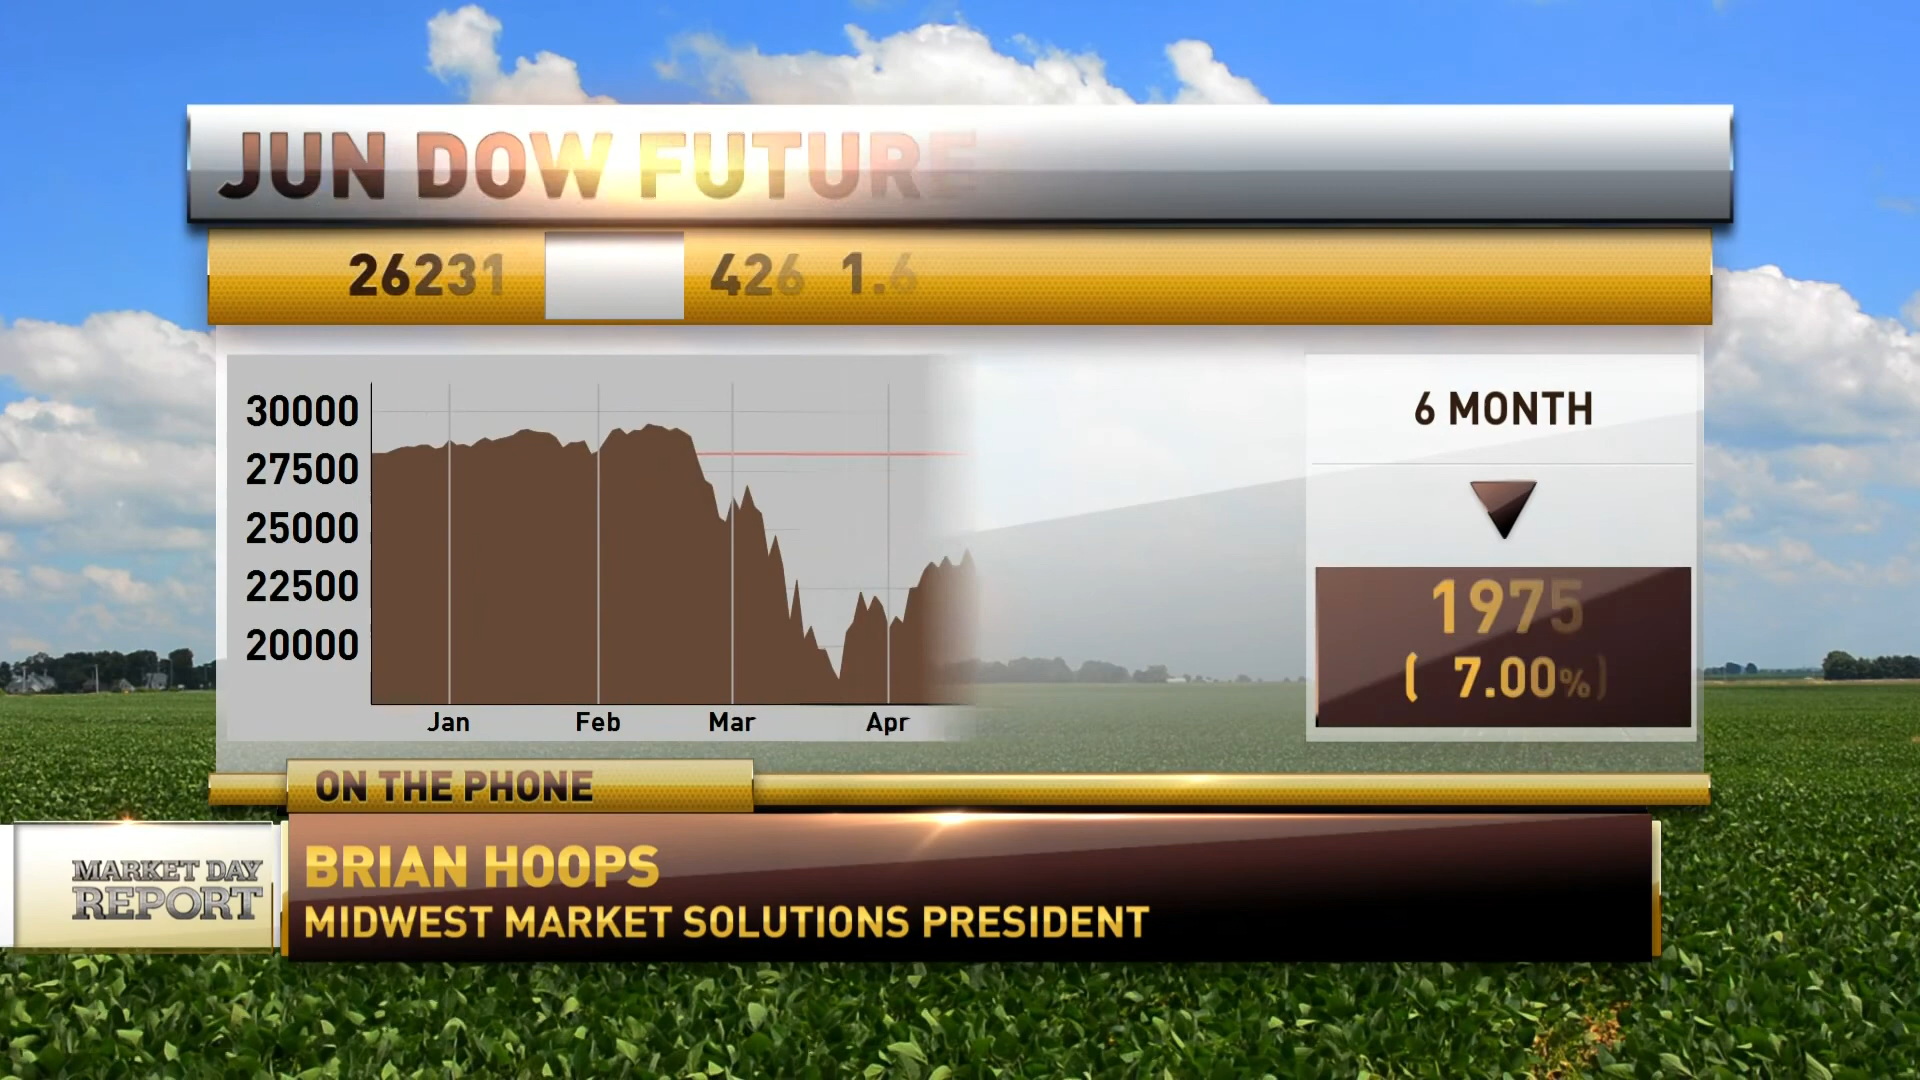 JUN DOW FUTURE
26231 426 1.6
30000
27500
25000
22500
20000
Jan Feb Mar Apr
6 MONTH
1975
( 7.00%)
ON THE PHONE
MARKET DAY
REPORT
BRIAN HOOPS
MIDWEST MARKET SOLUTIONS PRESIDENT